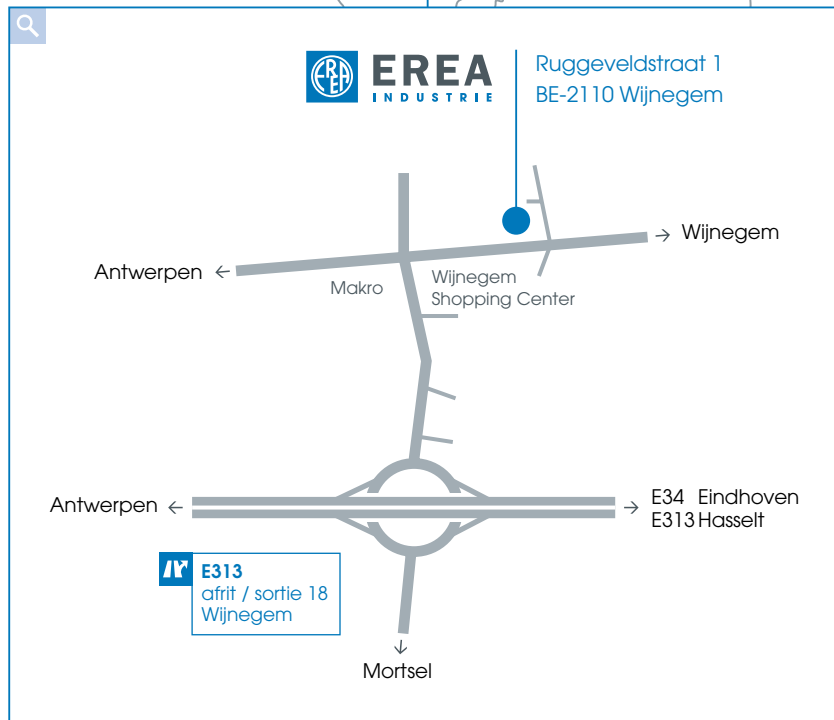 EREA
EREA
INDUSTRIE
Ruggeveldstraat 1
BE-2110 Wijnegem
Wijnegem
Antwerpen
Makro
Wijnegem
Shopping Center
Antwerpen
E34 Eindhoven
E313 Hasselt
E313
afrit / sortie 18
Wijnegem
Mortsel